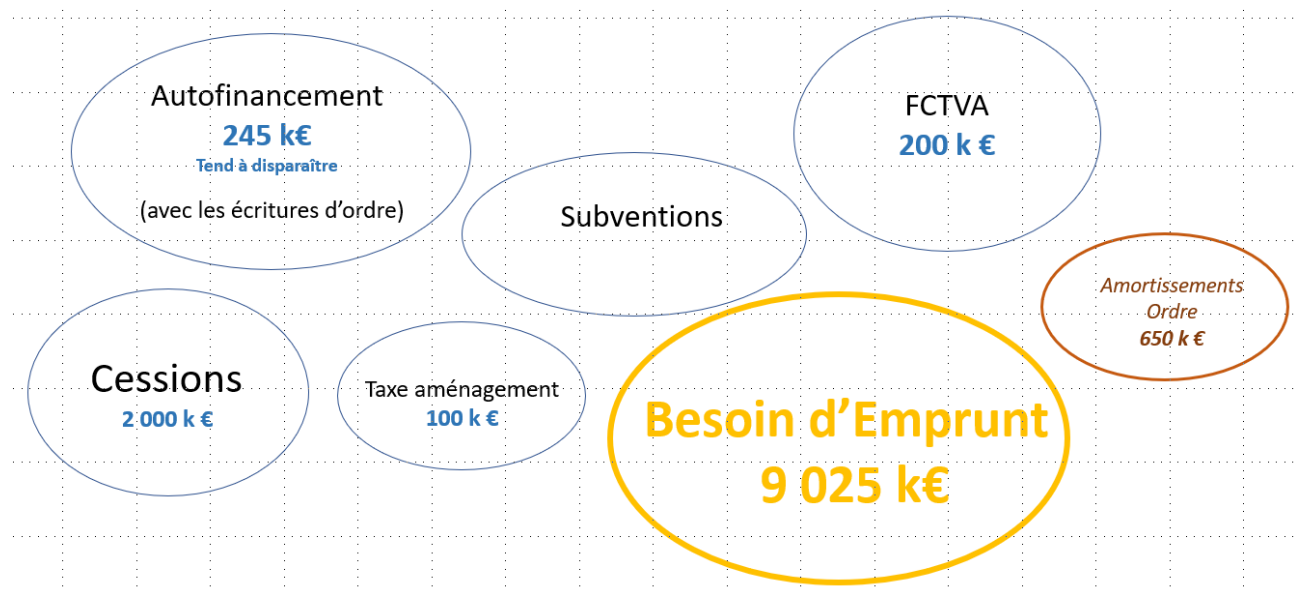 Autofinancement
245 k€
Tend à disparaître
(avec les écritures d’ordre)
FCTVA
200 k €
Subventions
Amortissements
Ordre
650 k €
Cessions
2 000 k €
Taxe aménagement
100 k €
Besoin d’Emprunt
9 025 k€